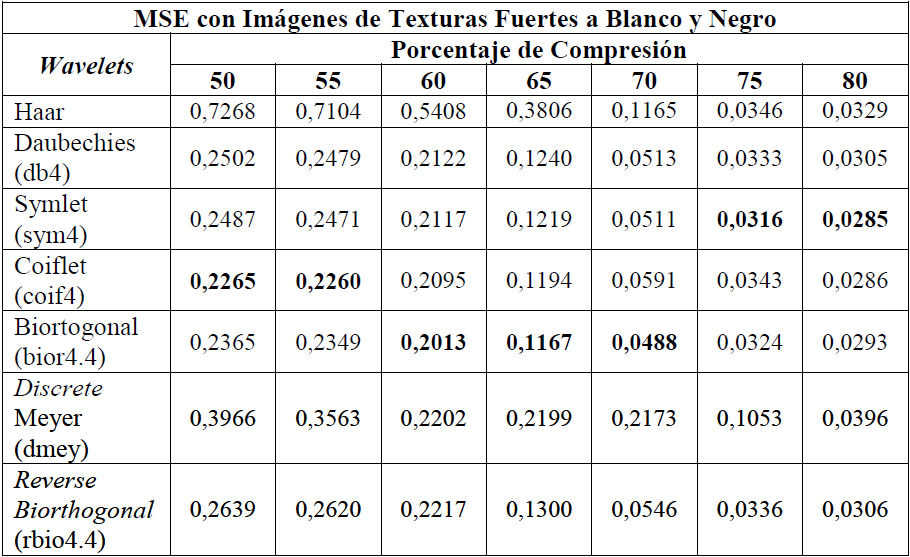 MSE con Imágenes de Texturas Fuertes a Blanco y Negro
Wavelets
Porcentaje de Compresión
50 55 60 65 70 75 80
Haar 0,7268 0,7104 0,5408 0,3806 0,1165 0,0346 0,0329
Daubechies
(db4) 0,2502 0,2479 0,2122 0,1240 0,0513 0,0333 0,0305
Symlet
(sym4) 0,2487 0,2471 0,2117 0,1219 0,0511 0,0316 0,0285
Coiflet
(coif4) 0,2265 0,2260 0,2095 0,1194 0,0591 0,0343 0,0286
Biortogonal
(bior4.4) 0,2365 0,2349 0,2013 0,1167 0,0488 0,0324 0,0293
Discrete
Meyer 0,3966 0,3563 0,2202 0,2199 0,2173 0,1053 0,0396
(dmey)
Reverse
Biorthogonal 0,2639 0,2620 0,2217 0,1300 0,0546 0,0336 0,0306
(rbio4.4)